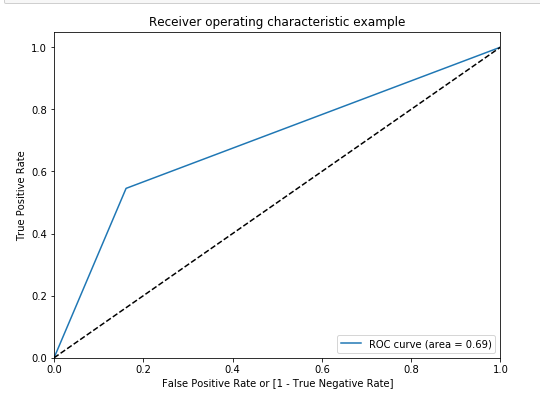 Receiver operating characteristic example
1.0
0.8
0.6
0.4
0.2
0.0
True Positive Rate
ROC curve (area = 0.69)
0.0 0.2 0.4 0.6 0.8 1.0
False Positive Rate or [1 - True Negative Rate]